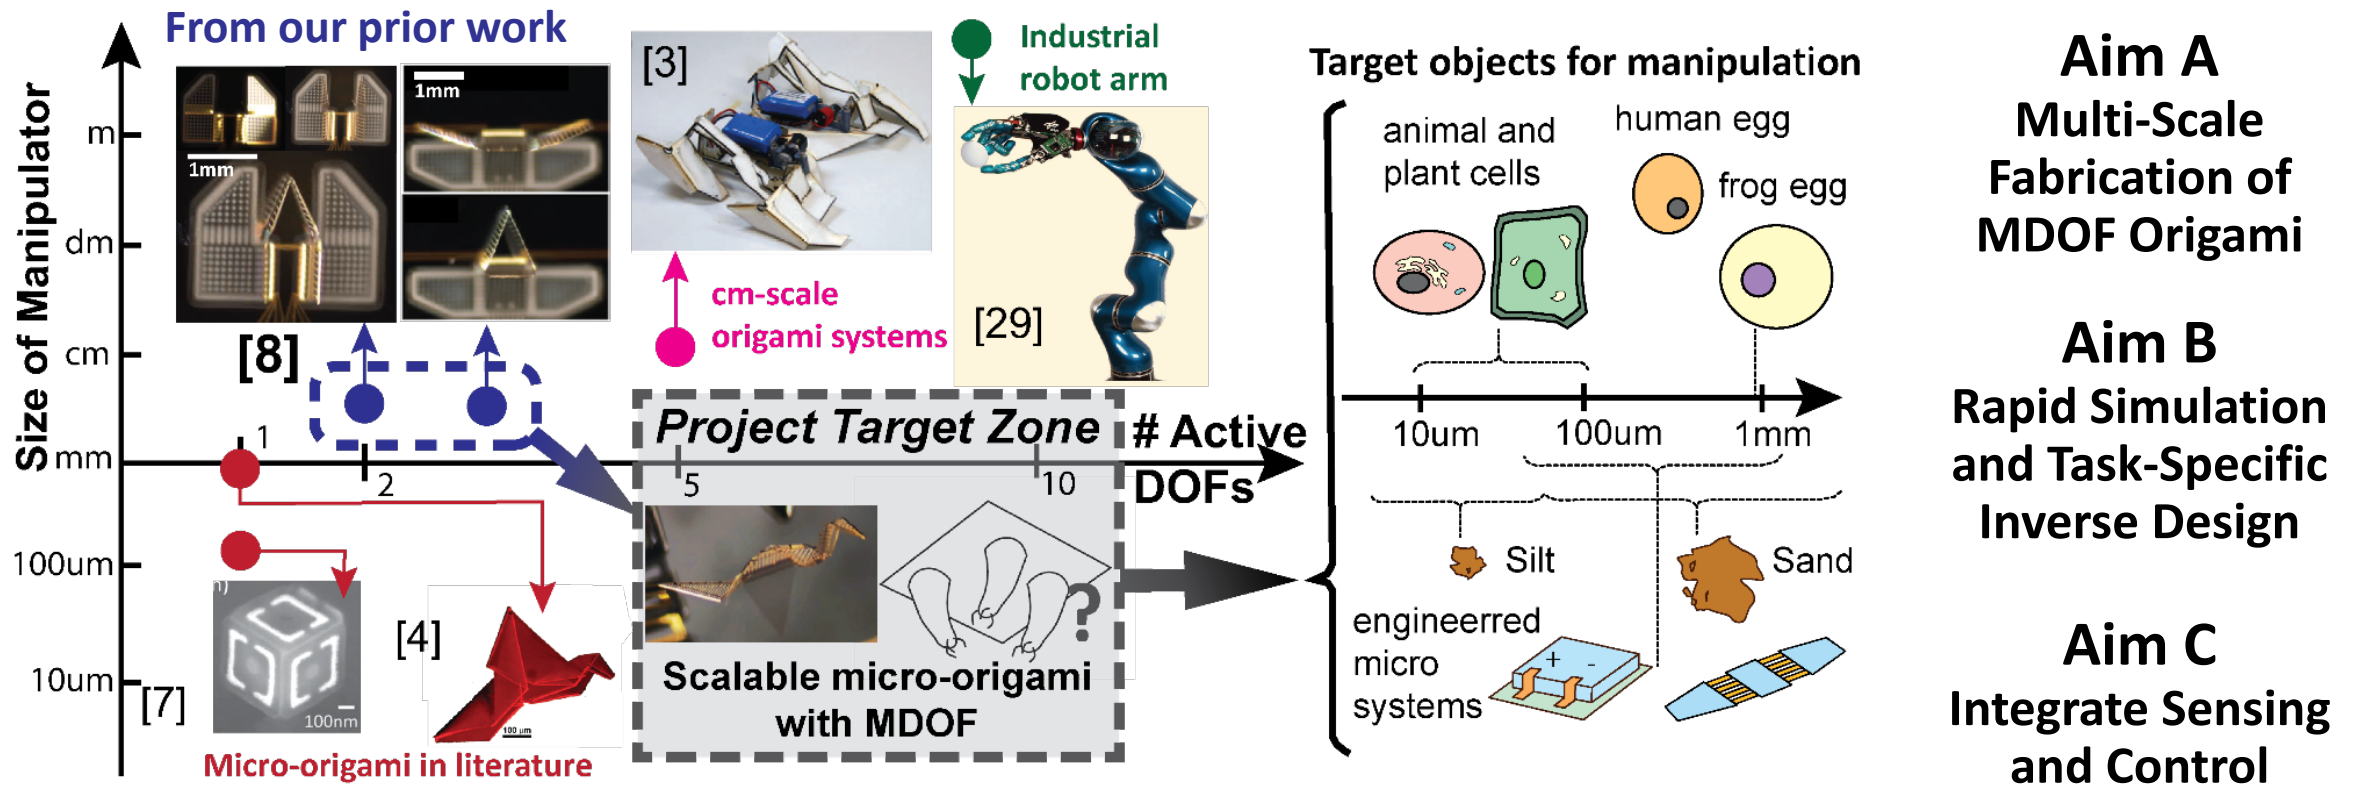 From our prior work
Size of Manipulator
m
dm
cm
mm
100um
10um
1mm
1mm
[8]
[3]
cm-scale
origami systems
Industrial
robot arm
[29]
1
2
5
10
# Active
DOFs
Project Target Zone
Scalable micro-origami
with MDOF
?
[7]
100nm
[4]
100 μm
Micro-origami in literature
Target objects for manipulation
animal and
plant cells
human egg
frog egg
10um
100um
1mm
Silt
Sand
engineerred
micro
systems
+ -
Aim A
Multi-Scale
Fabrication of
MDOF Origami
Aim B
Rapid Simulation
and Task-Specific
Inverse Design
Aim C
Integrate Sensing
and Control